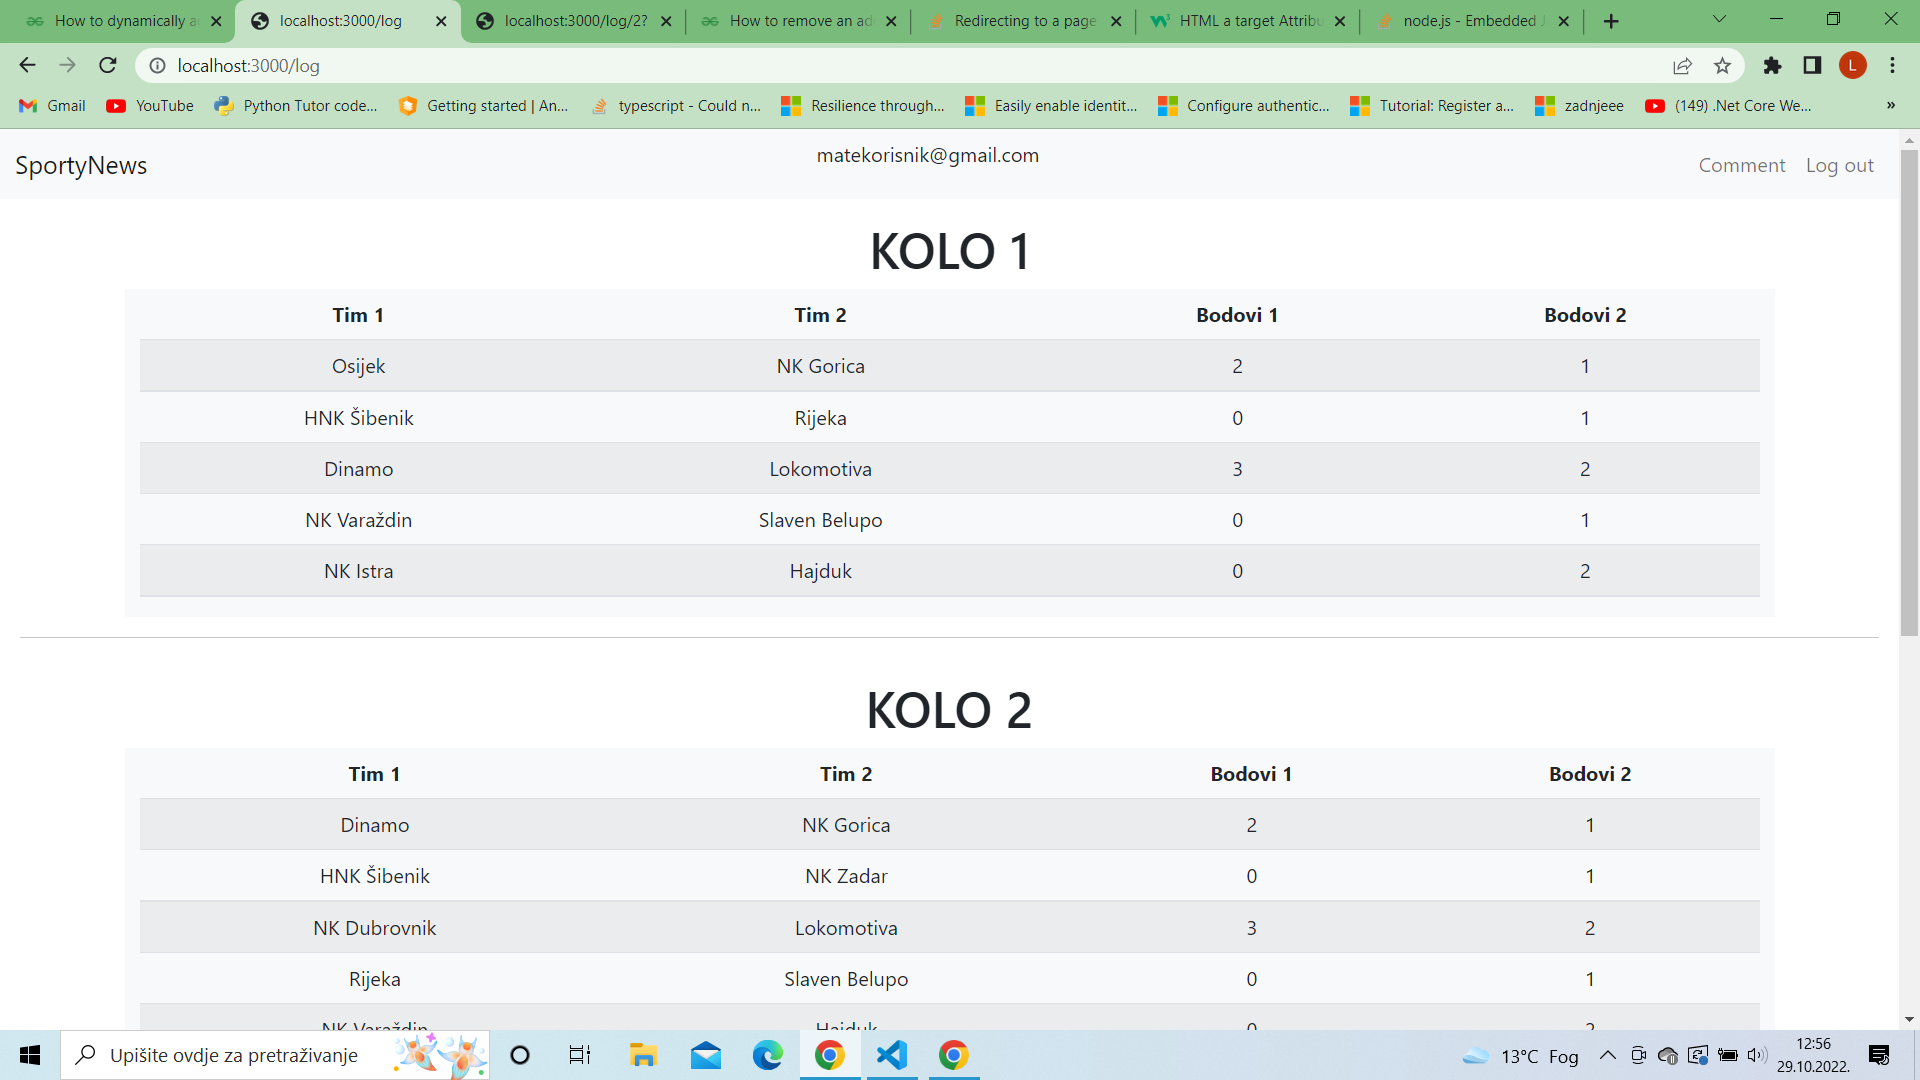 How to dynamically a
localhost:3000/log
localhost:3000/log/2?
How to remove an ad
Redirecting to a page
HTML a target Attribu
node.js - Embedded J
localhost:3000/log
L
Gmail
YouTube
Python Tutor code...
Getting started | An...
typescript - Could n...
Resilience through...
Easily enable identit...
Configure authentic...
Tutorial: Register a...
zadnjeee
(149) .Net Core We...
»
SportyNews
matekorisnik@gmail.com
Comment
Log out
KOLO 1
Tim 1 Tim 2 Bodovi 1 Bodovi 2
Osijek NK Gorica 2 1
HNK Šibenik Rijeka 0 1
Dinamo Lokomotiva 3 2
NK Varaždin Slaven Belupo 0 1
NK Istra Hajduk 0 2
KOLO 2
Tim 1 Tim 2 Bodovi 1 Bodovi 2
Dinamo NK Gorica 2 1
HNK Šibenik NK Zadar 0 1
NK Dubrovnik Lokomotiva 3 2
Rijeka Slaven Belupo 0 1
NK Varaždin Hajduk 0 2
Upišite ovdje za pretraživanje
13°C Fog
12:56
29.10.2022.